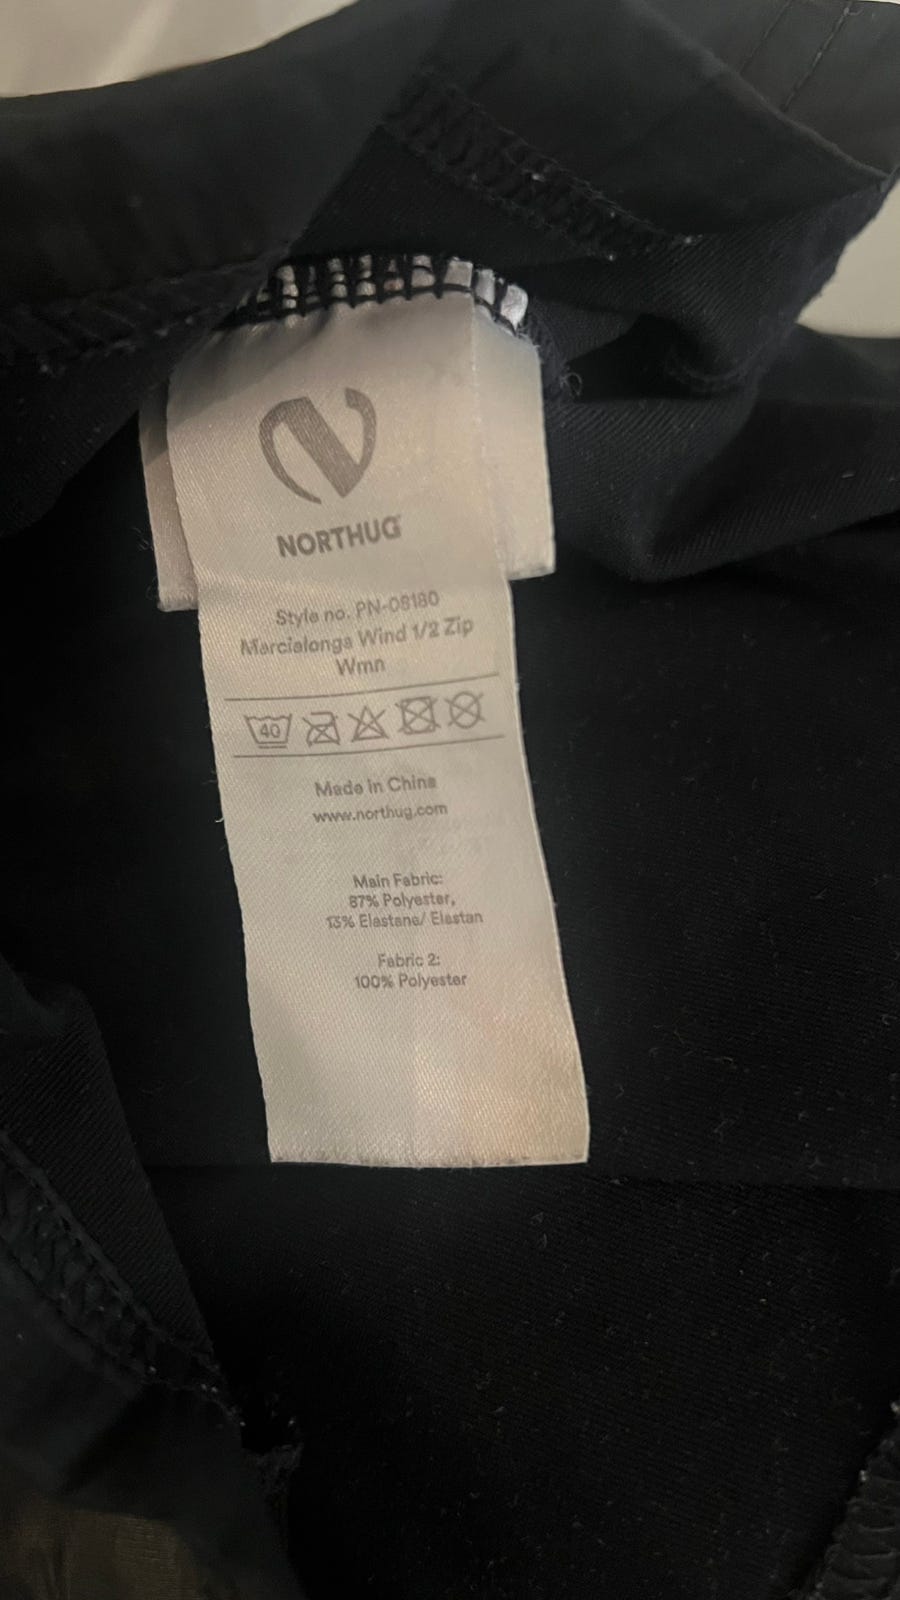 NORTHUG
Style no. PN-08180
Marcialonga Wind 1/2 Zip
Wmn
40
Made in China
www.northug.com
Main Fabric:
87% Polyester,
13% Elastane/ Elastan
Fabric 2:
100% Polyester